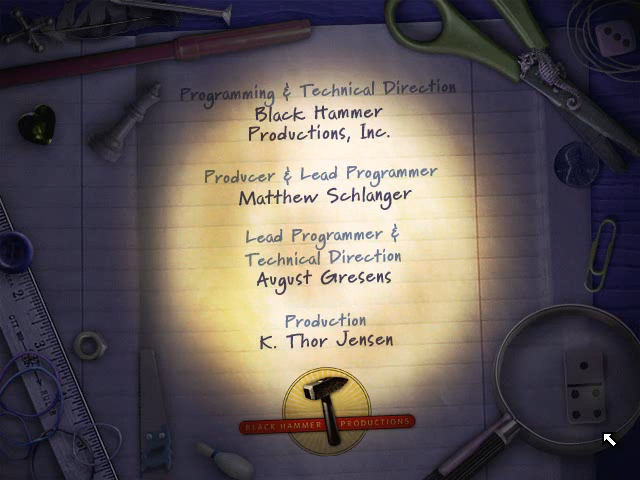 Programming & Technical Direction
Black Hammer
Productions, Inc.
Producer & Lead Programmer
Matthew Schlanger
Lead Programmer &
Technical Direction
August Gresens
Production
K. Thor Jensen
BLACK HAMMER PRODUCTIONS